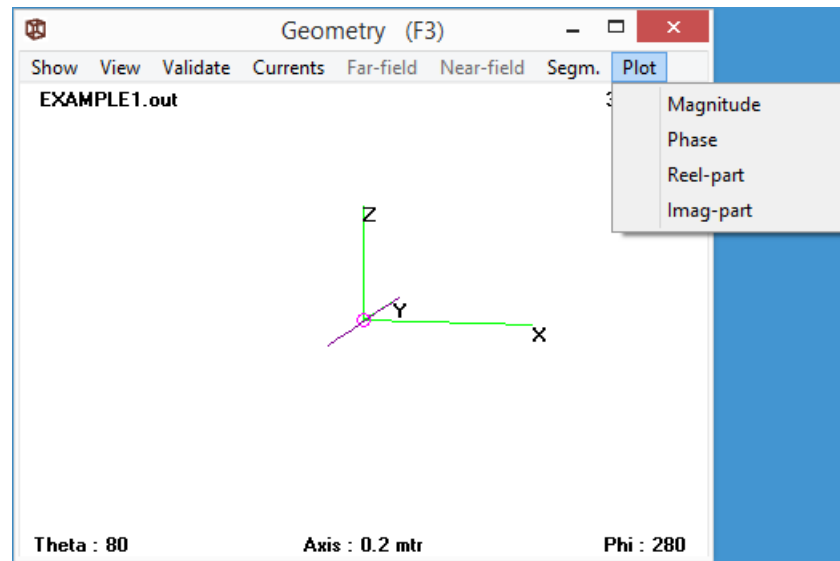 Geometry (F3)
Show View Validate Currents Far-field Near-field Segm. Plot
EXAMPLE1.out
Magnitude
Phase
Reel-part
Imag-part
Z
Y
X
Theta : 80 Axis : 0.2 mtr Phi : 280